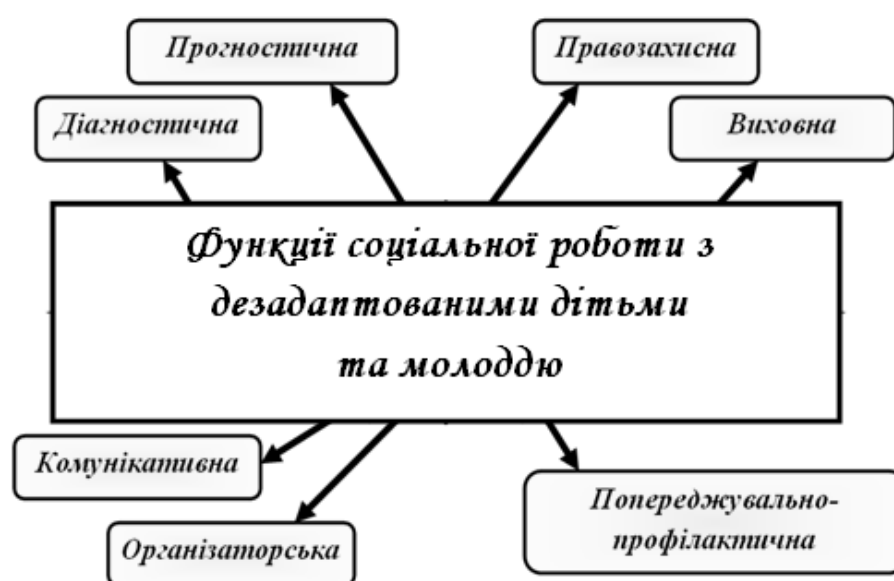 Прогностична
Правозахисна
Діагностична
Виховна
Функції соціальної роботи з
дезадаптованими дітьми
та молоддю
Комунікативна
Організаторська
Попереджувально-
профілактична